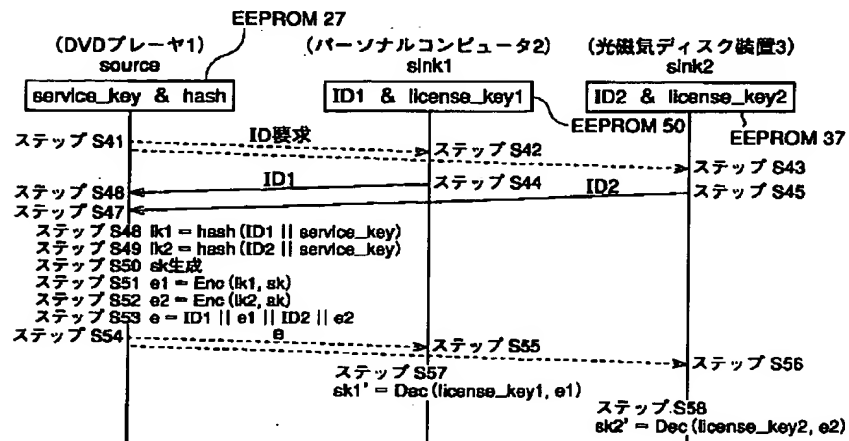 EEPROM 27
(DVDプレーヤ1) (パーソナルコンピュータ2) (光磁気ディスク装置3)
source sink1 sink2
service_key & hash ID1 & license_key1 ID2 & license_key2
EEPROM 50
EEPROM 37
ステップ S41 ID要求 ステップ S42
ステップ S43
ID1 ステップ S44
ステップ S46 ID2 ステップ S45
ステップ S47
ステップ S48 lk1 = hash (ID1 || service_key)
ステップ S49 lk2 = hash (ID2 || service_key)
ステップ S50 sk生成
ステップ S51 e1 = Enc (lk1, sk)
ステップ S52 e2 = Enc (lk2, sk)
ステップ S53 e = ID1 || e1 || ID2 || e2
ステップ S54 e ステップ S55
ステップ S56
ステップ S57
sk1' = Dec (license_key1, e1)
ステップ S58
sk2' = Dec (license_key2, e2)